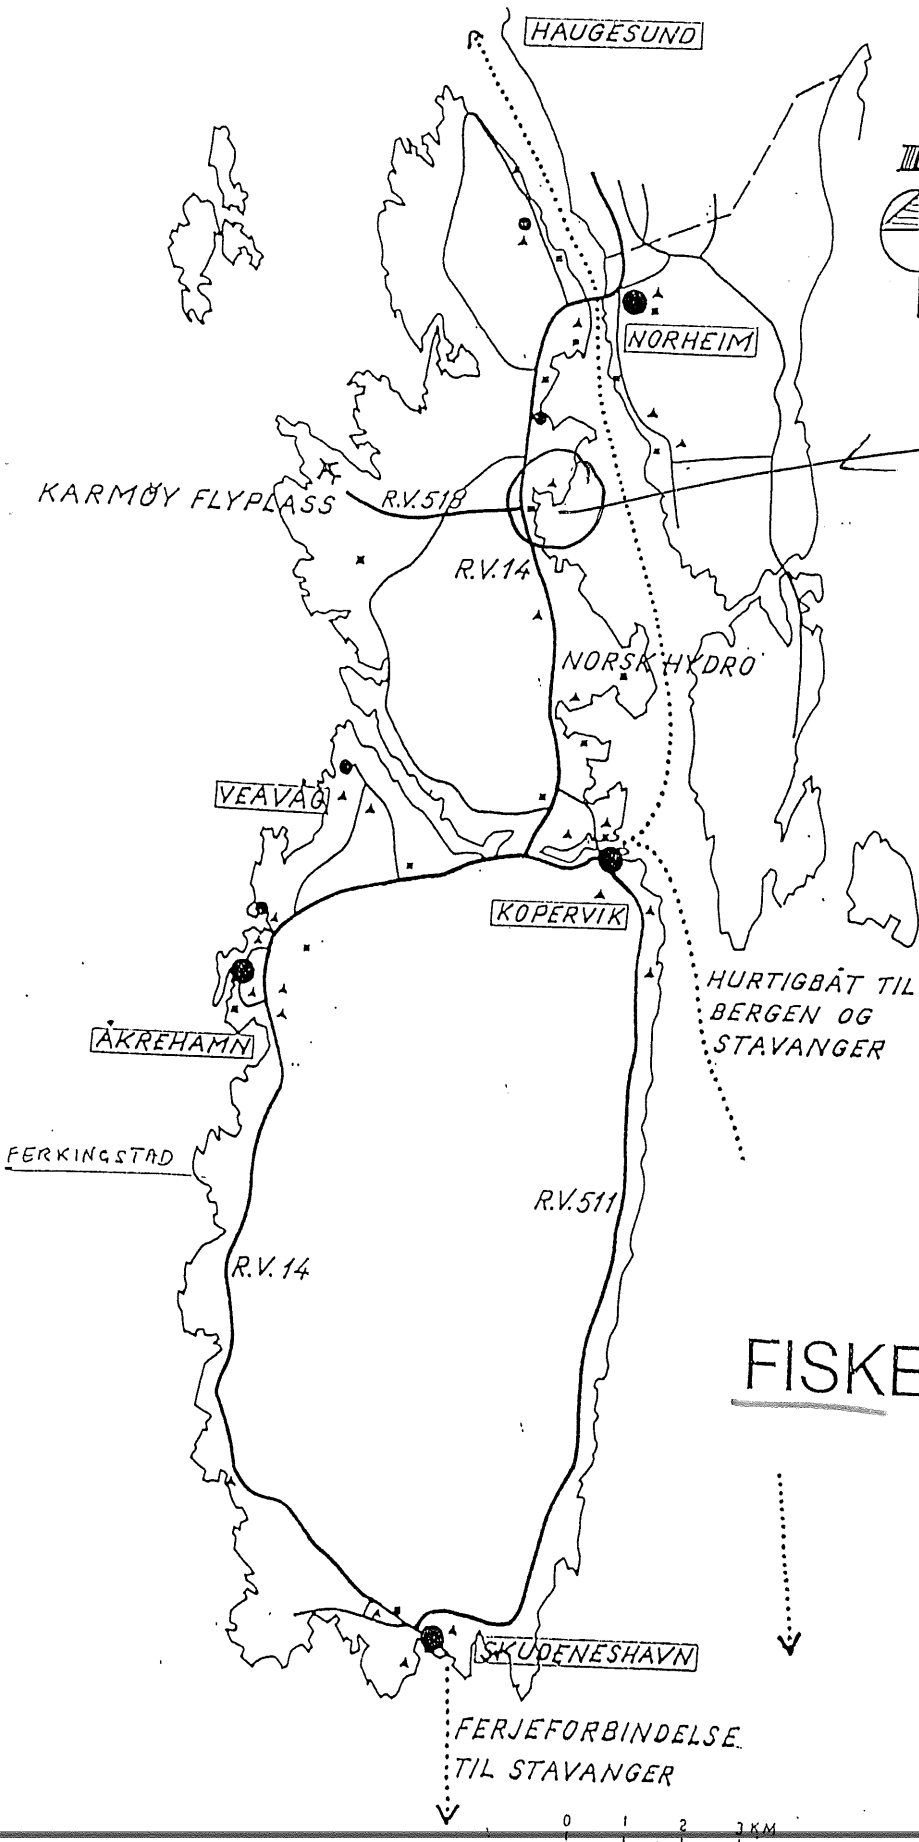 HAUGESUND
NORHEIM
KARMØY FLYPLASS
R.V.518
R.V.14
NORSK HYDRO
VEAVÅG
KOPERVIK
HURTIGBÅT TIL
BERGEN OG
STAVANGER
ÅKREHAMN
FERKINGSTAD
R.V.511
R.V.14
FISKE
SKUDENESHAVN
FERJEFORBINDELSE
TIL STAVANGER
0 1 2 3 KM